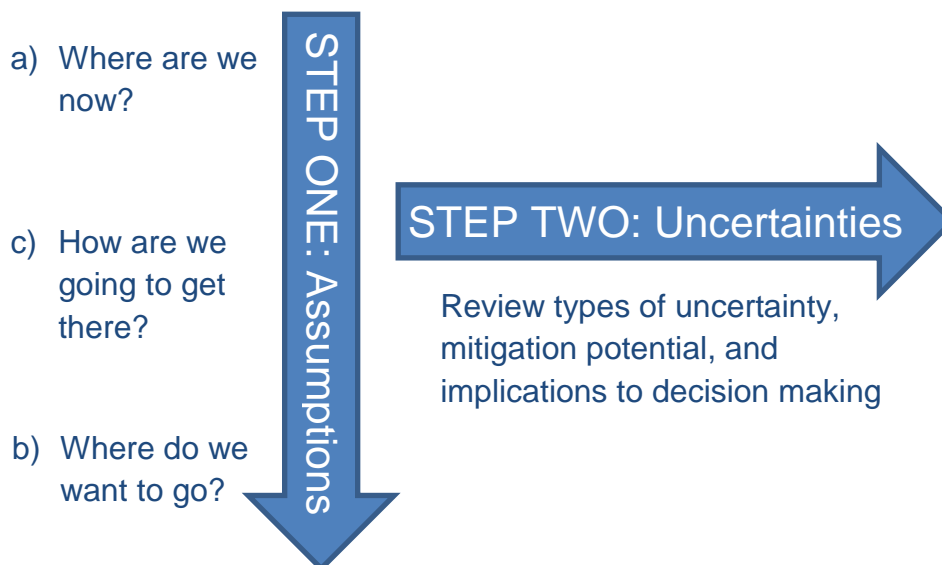 a) Where are we
now?
c) How are we
going to get
there?
b) Where do we
want to go?
STEP ONE: Assumptions
STEP TWO: Uncertainties
Review types of uncertainty,
mitigation potential, and
implications to decision making